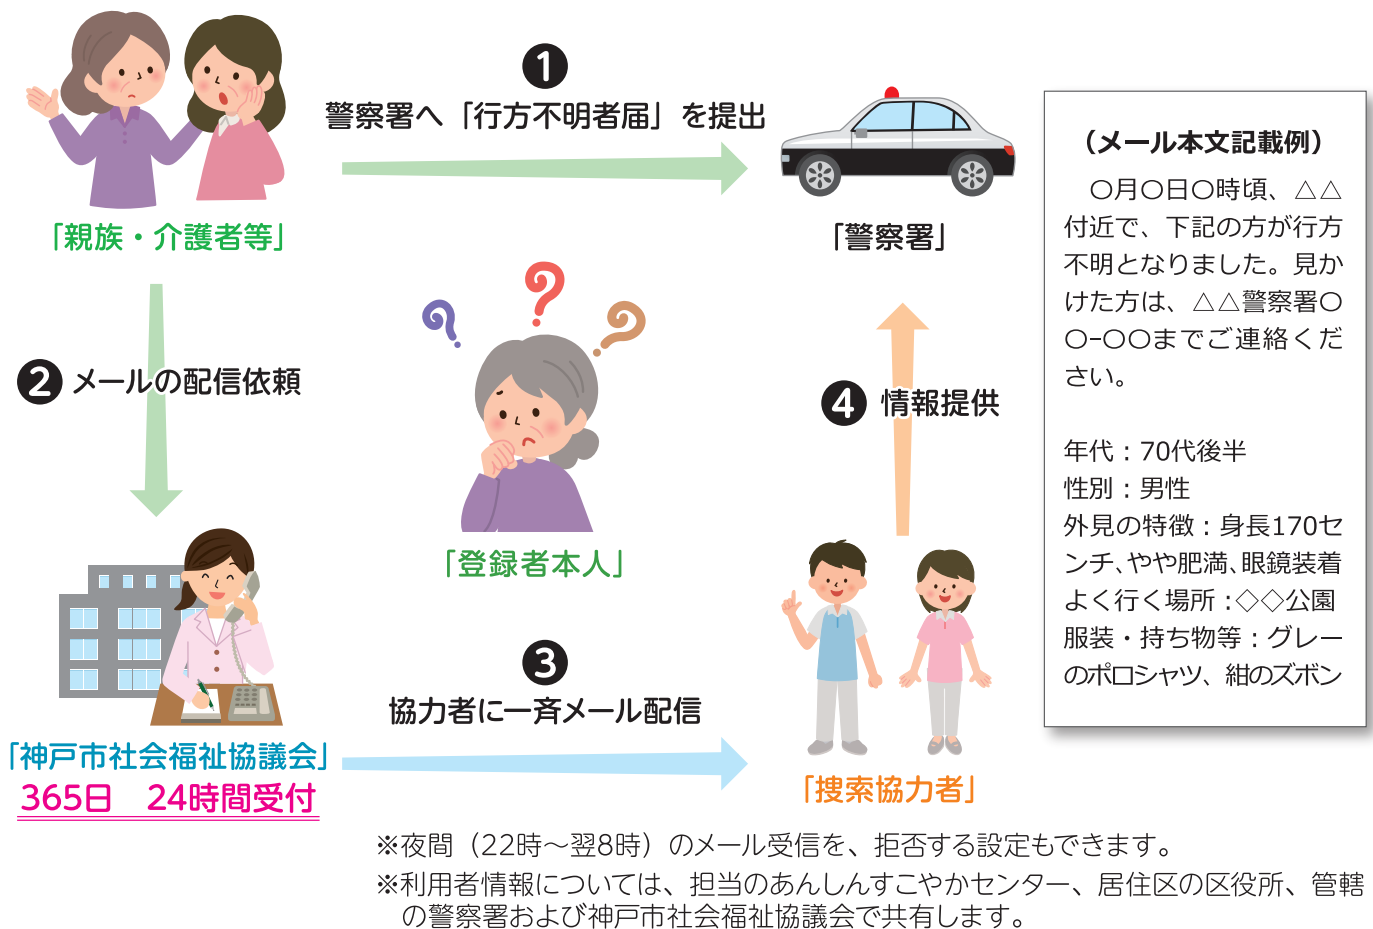 1
警察署へ「行方不明者届」を提出
「親族・介護者等」
「警察署」
2 メールの配信依頼
「登録者本人」
4 情報提供
3
協力者に一斉メール配信
「神戸市社会福祉協議会」
365日　24時間受付
「捜索協力者」
（メール本文記載例）
　〇月〇日〇時頃、△△
付近で、下記の方が行方
不明となりました。見か
けた方は、△△警察署〇
〇-〇〇までご連絡くだ
さい。
年代：70代後半
性別：男性
外見の特徴：身長170セ
ンチ、やや肥満、眼鏡装着
よく行く場所：◇◇公園
服装・持ち物等：グレー
のポロシャツ、紺のズボン
※夜間（22時～翌8時）のメール受信を、拒否する設定もできます。
※利用者情報については、担当のあんしんすこやかセンター、居住区の区役所、管轄
の警察署および神戸市社会福祉協議会で共有します。